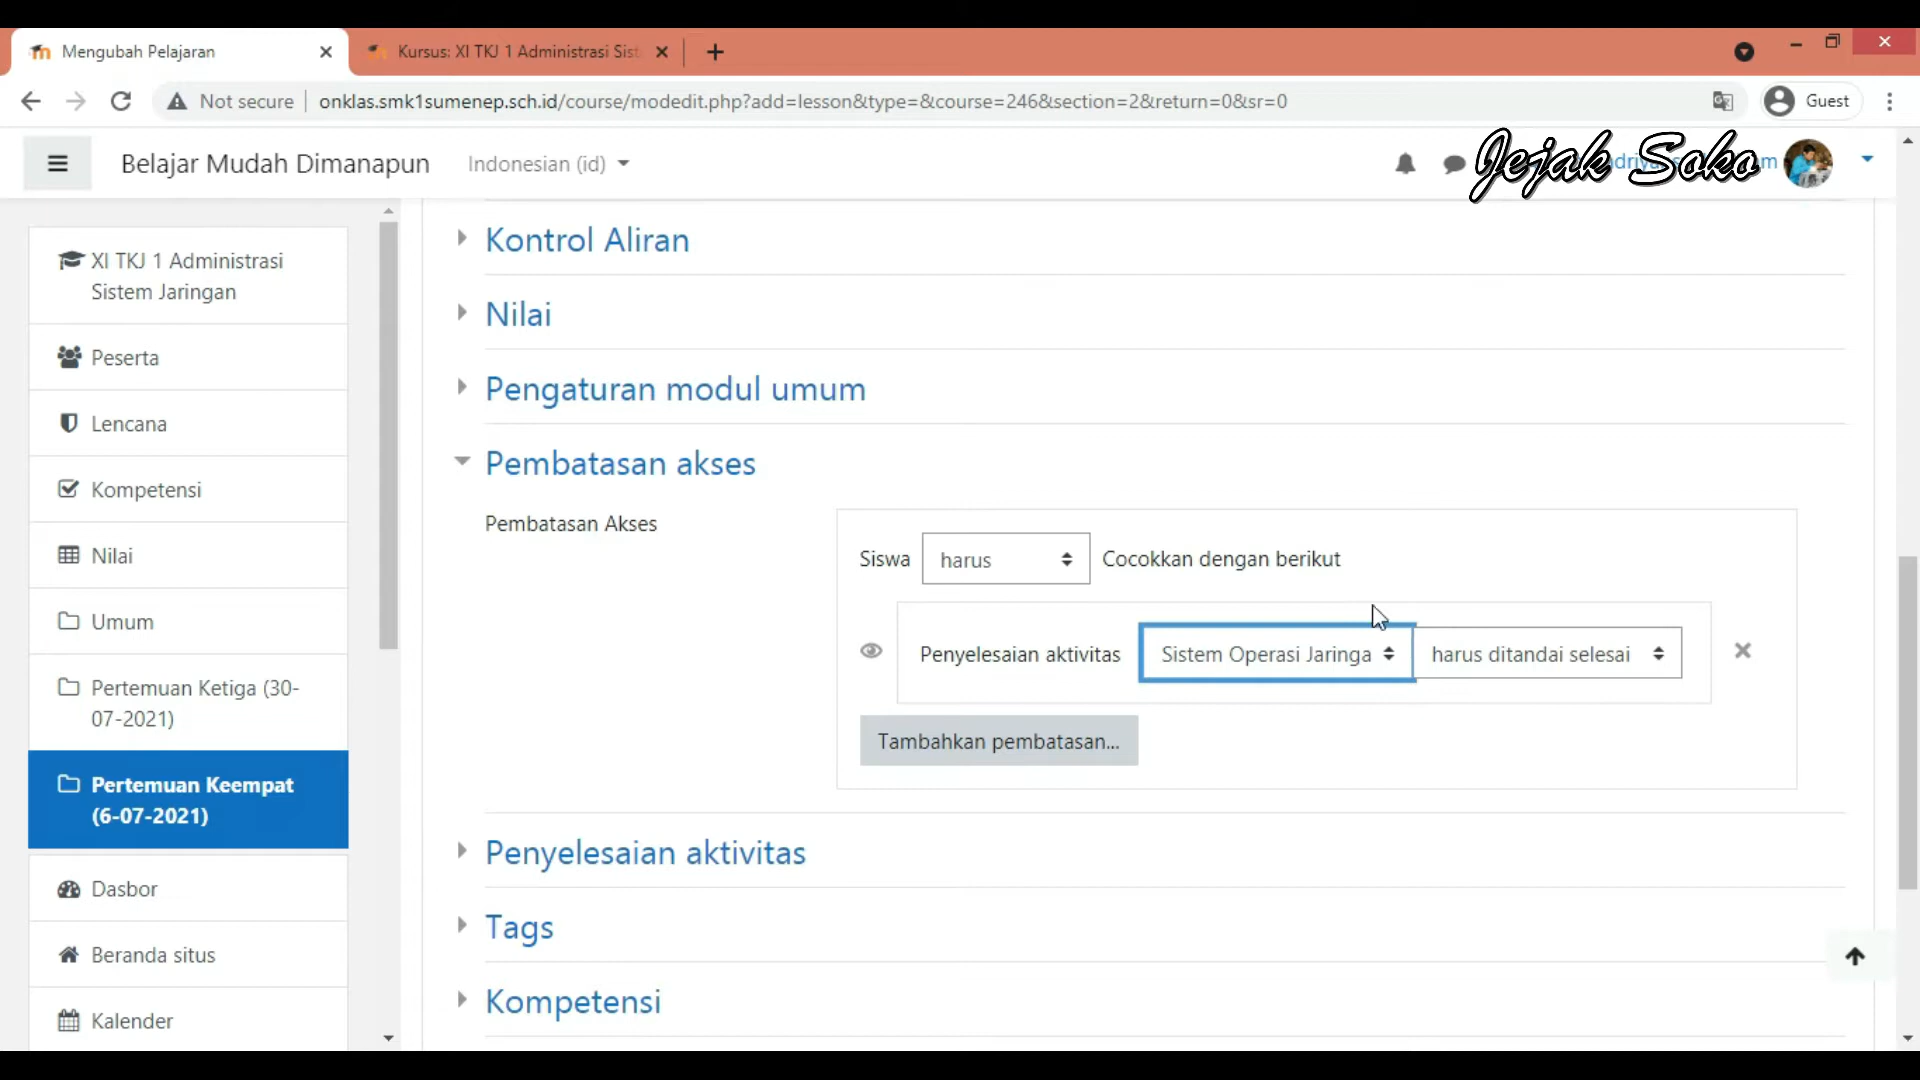 Mengubah Pelajaran
Kursus: XI TKJ 1 Administrasi Sist
Not secure
onklas.smk1sumenep.sch.id/course/modedit.php?add=lesson&type=&course=246&section=2&return=0&sr=0
Guest
Belajar Mudah Dimanapun
Indonesian (id)
Jejak Soko
XI TKJ 1 Administrasi
Sistem Jaringan
Peserta
Lencana
Kompetensi
Nilai
Umum
Pertemuan Ketiga (30-
07-2021)
Pertemuan Keempat
(6-07-2021)
Dasbor
Beranda situs
Kalender
Kontrol Aliran
Nilai
Pengaturan modul umum
Pembatasan akses
Pembatasan Akses
Siswa harus Cocokkan dengan berikut
Penyelesaian aktivitas Sistem Operasi Jaringa harus ditandai selesai
Tambahkan pembatasan...
Penyelesaian aktivitas
Tags
Kompetensi